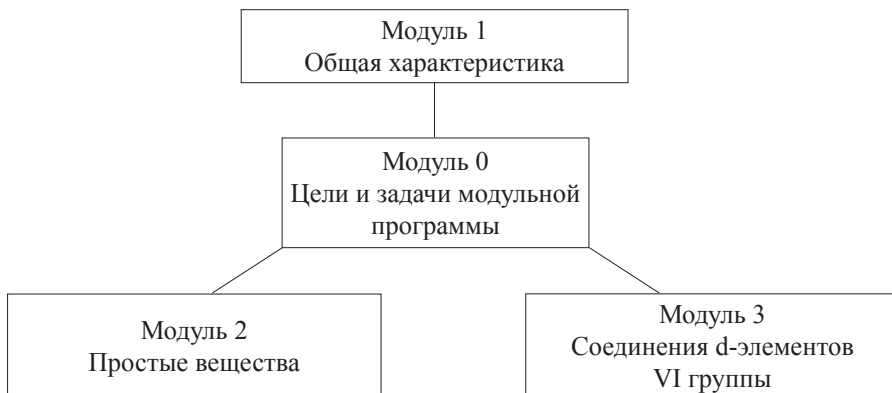 Модуль 1
Общая характеристика
Модуль 0
Цели и задачи модульной
программы
Модуль 2
Простые вещества
Модуль 3
Соединения d-элементов
VI группы